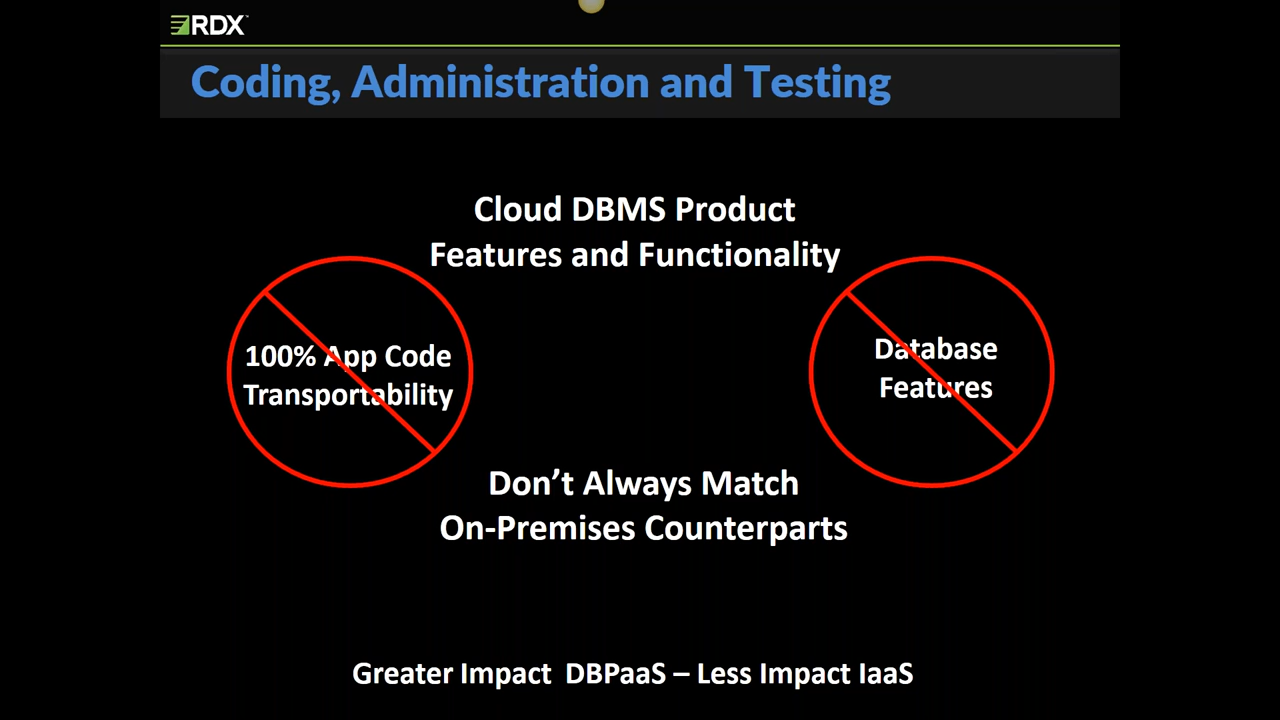 RDX™
Coding, Administration and Testing
Cloud DBMS Product
Features and Functionality
100% App Code
Transportability
Database
Features
Don't Always Match
On-Premises Counterparts
Greater Impact DBPaaS – Less Impact IaaS